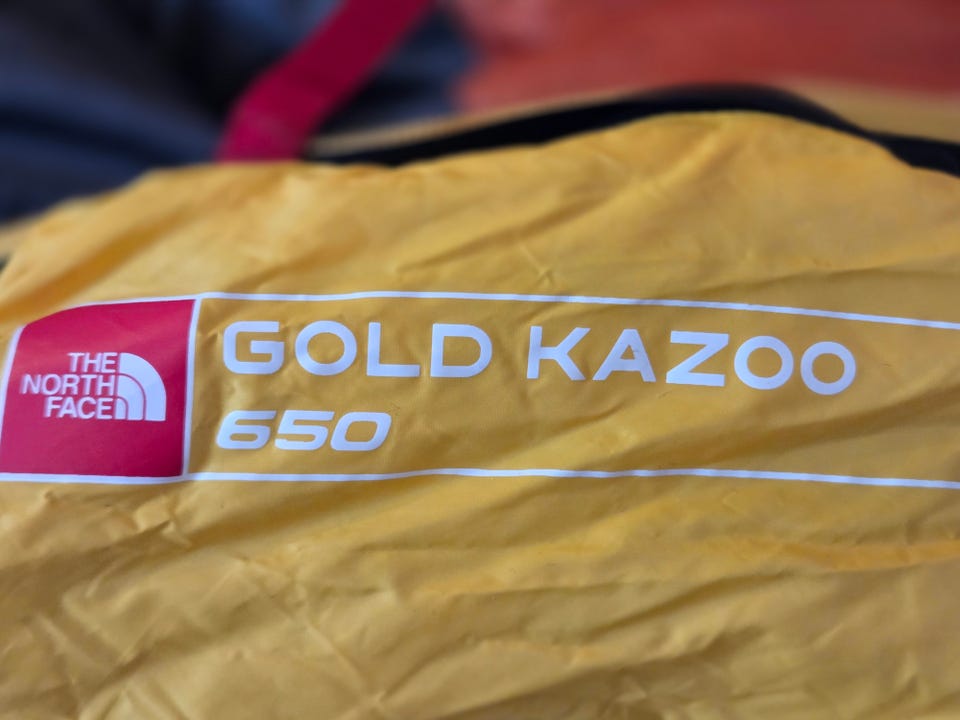 THE
NORTH
FACE
GOLD KAZOO
650